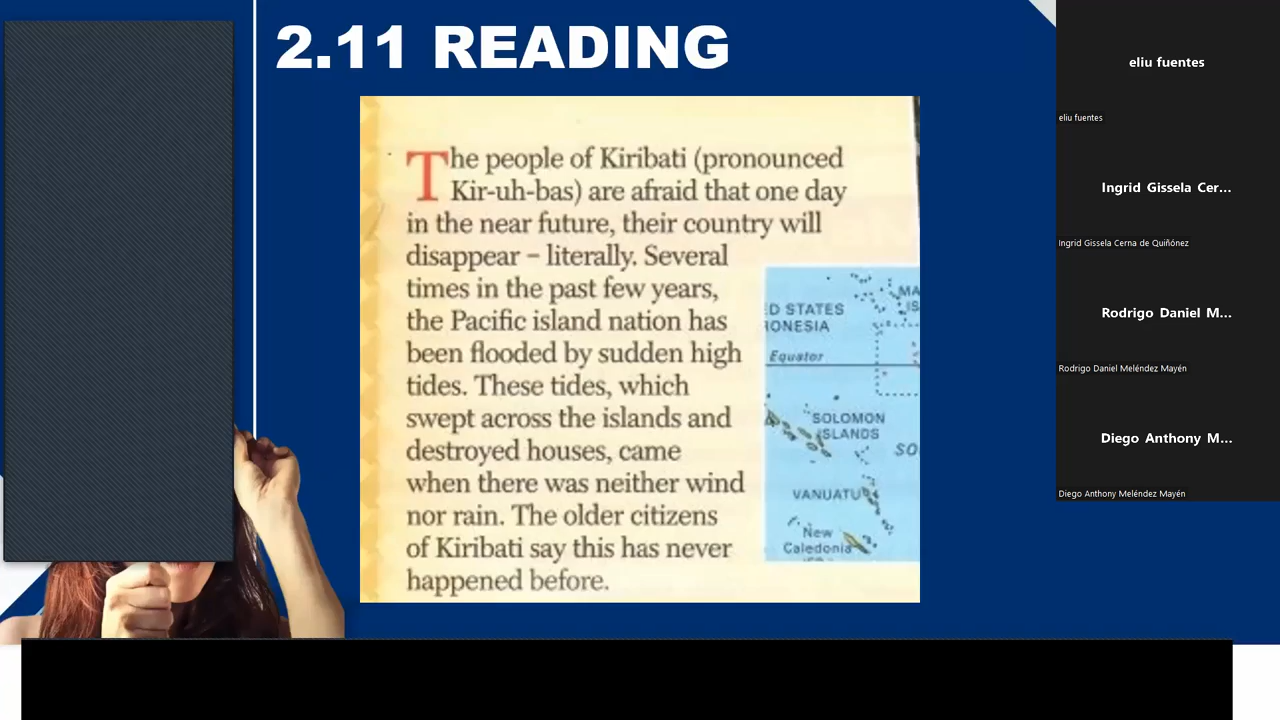 2.11 READING
The people of Kiribati (pronounced
Kir-uh-bas) are afraid that one day
in the near future, their country will
disappear – literally. Several
times in the past few years,
the Pacific island nation has
been flooded by sudden high
tides. These tides, which
swept across the islands and
destroyed houses, came
when there was neither wind
nor rain. The older citizens
of Kiribati say this has never
happened before.
D STATES
ONESIA
MA
IS
Equator
SOLOMON
ISLANDS
SO
VANUATU
New
Caledonia
eliu fuentes
eliu fuentes
Ingrid Gissela Cer...
Ingrid Gissela Cerna de Quiñónez
Rodrigo Daniel M...
Rodrigo Daniel Meléndez Mayén
Diego Anthony M...
Diego Anthony Meléndez Mayén